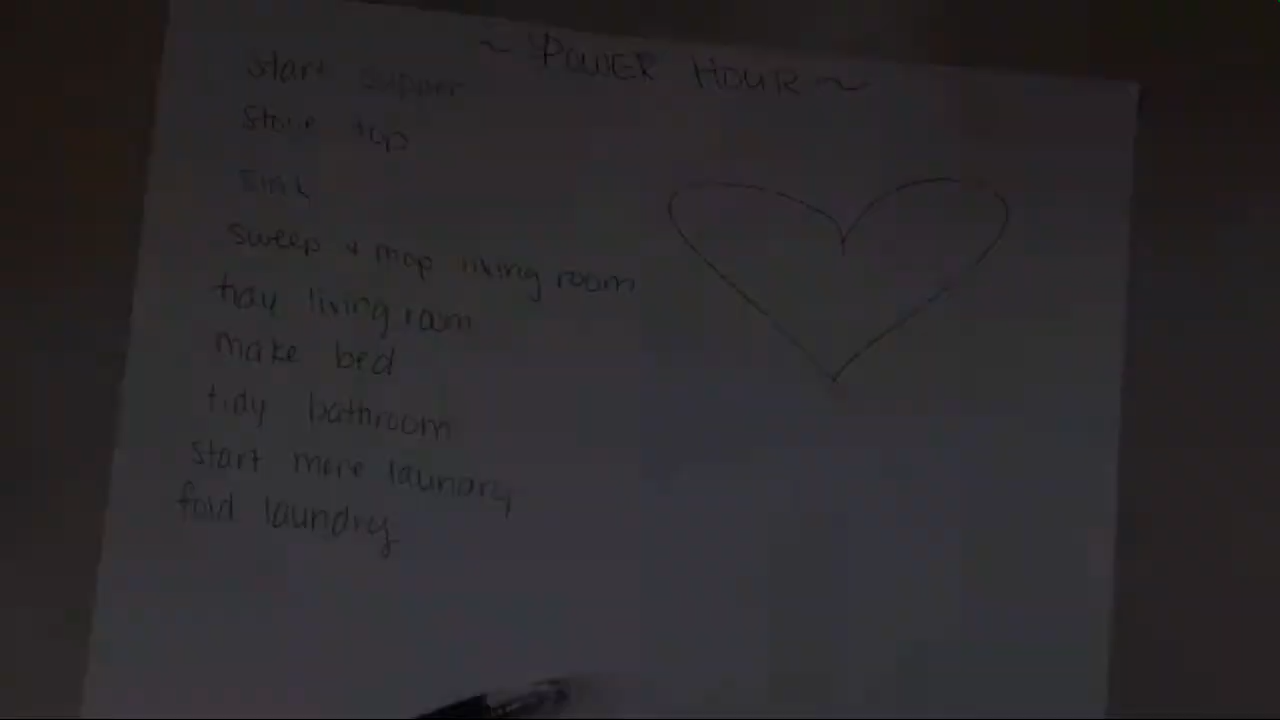 ~ POWER HOUR ~
start supper
stove top
sink
sweep + mop living room
tidy living room
make bed
tidy bathroom
start more laundry
fold laundry